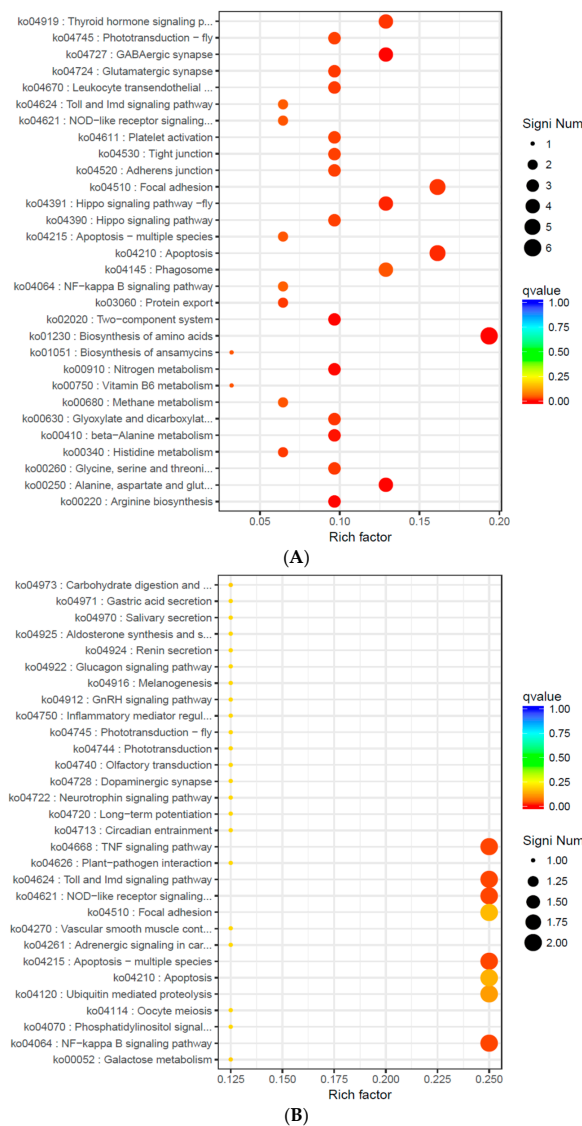 ko04919 : Thyroid hormone signaling p...
ko04745 : Phototransduction − fly
ko04727 : GABAergic synapse
ko04724 : Glutamatergic synapse
ko04670 : Leukocyte transendothelial ...
ko04624 : Toll and Imd signaling pathway
ko04621 : NOD−like receptor signaling...
ko04611 : Platelet activation
ko04530 : Tight junction
ko04520 : Adherens junction
ko04510 : Focal adhesion
ko04391 : Hippo signaling pathway −fly
ko04390 : Hippo signaling pathway
ko04215 : Apoptosis − multiple species
ko04210 : Apoptosis
ko04145 : Phagosome
ko04064 : NF−kappa B signaling pathway
ko03060 : Protein export
ko02020 : Two−component system
ko01230 : Biosynthesis of amino acids
ko01051 : Biosynthesis of ansamycins
ko00910 : Nitrogen metabolism
ko00750 : Vitamin B6 metabolism
ko00680 : Methane metabolism
ko00630 : Glyoxylate and dicarboxylat...
ko00410 : beta−Alanine metabolism
ko00340 : Histidine metabolism
ko00260 : Glycine, serine and threoni...
ko00250 : Alanine, aspartate and glut...
ko00220 : Arginine biosynthesis
0.05 0.10 0.15 0.20
Rich factor
Signi Num
1
2
3
4
5
6
qvalue
1.00
0.75
0.50
0.25
0.00
(A)
ko04973 : Carbohydrate digestion and ...
ko04971 : Gastric acid secretion
ko04970 : Salivary secretion
ko04925 : Aldosterone synthesis and s...
ko04924 : Renin secretion
ko04922 : Glucagon signaling pathway
ko04916 : Melanogenesis
ko04912 : GnRH signaling pathway
ko04750 : Inflammatory mediator regul...
ko04745 : Phototransduction − fly
ko04744 : Phototransduction
ko04740 : Olfactory transduction
ko04728 : Dopaminergic synapse
ko04722 : Neurotrophin signaling pathway
ko04720 : Long−term potentiation
ko04713 : Circadian entrainment
ko04668 : TNF signaling pathway
ko04626 : Plant−pathogen interaction
ko04624 : Toll and Imd signaling pathway
ko04621 : NOD−like receptor signaling...
ko04510 : Focal adhesion
ko04270 : Vascular smooth muscle cont...
ko04261 : Adrenergic signaling in car...
ko04215 : Apoptosis − multiple species
ko04210 : Apoptosis
ko04120 : Ubiquitin mediated proteolysis
ko04114 : Oocyte meiosis
ko04070 : Phosphatidylinositol signal...
ko04064 : NF−kappa B signaling pathway
ko00052 : Galactose metabolism
0.125 0.150 0.175 0.200 0.225 0.250
Rich factor
qvalue
1.00
0.75
0.50
0.25
0.00
Signi Num
1.00
1.25
1.50
1.75
2.00
(B)